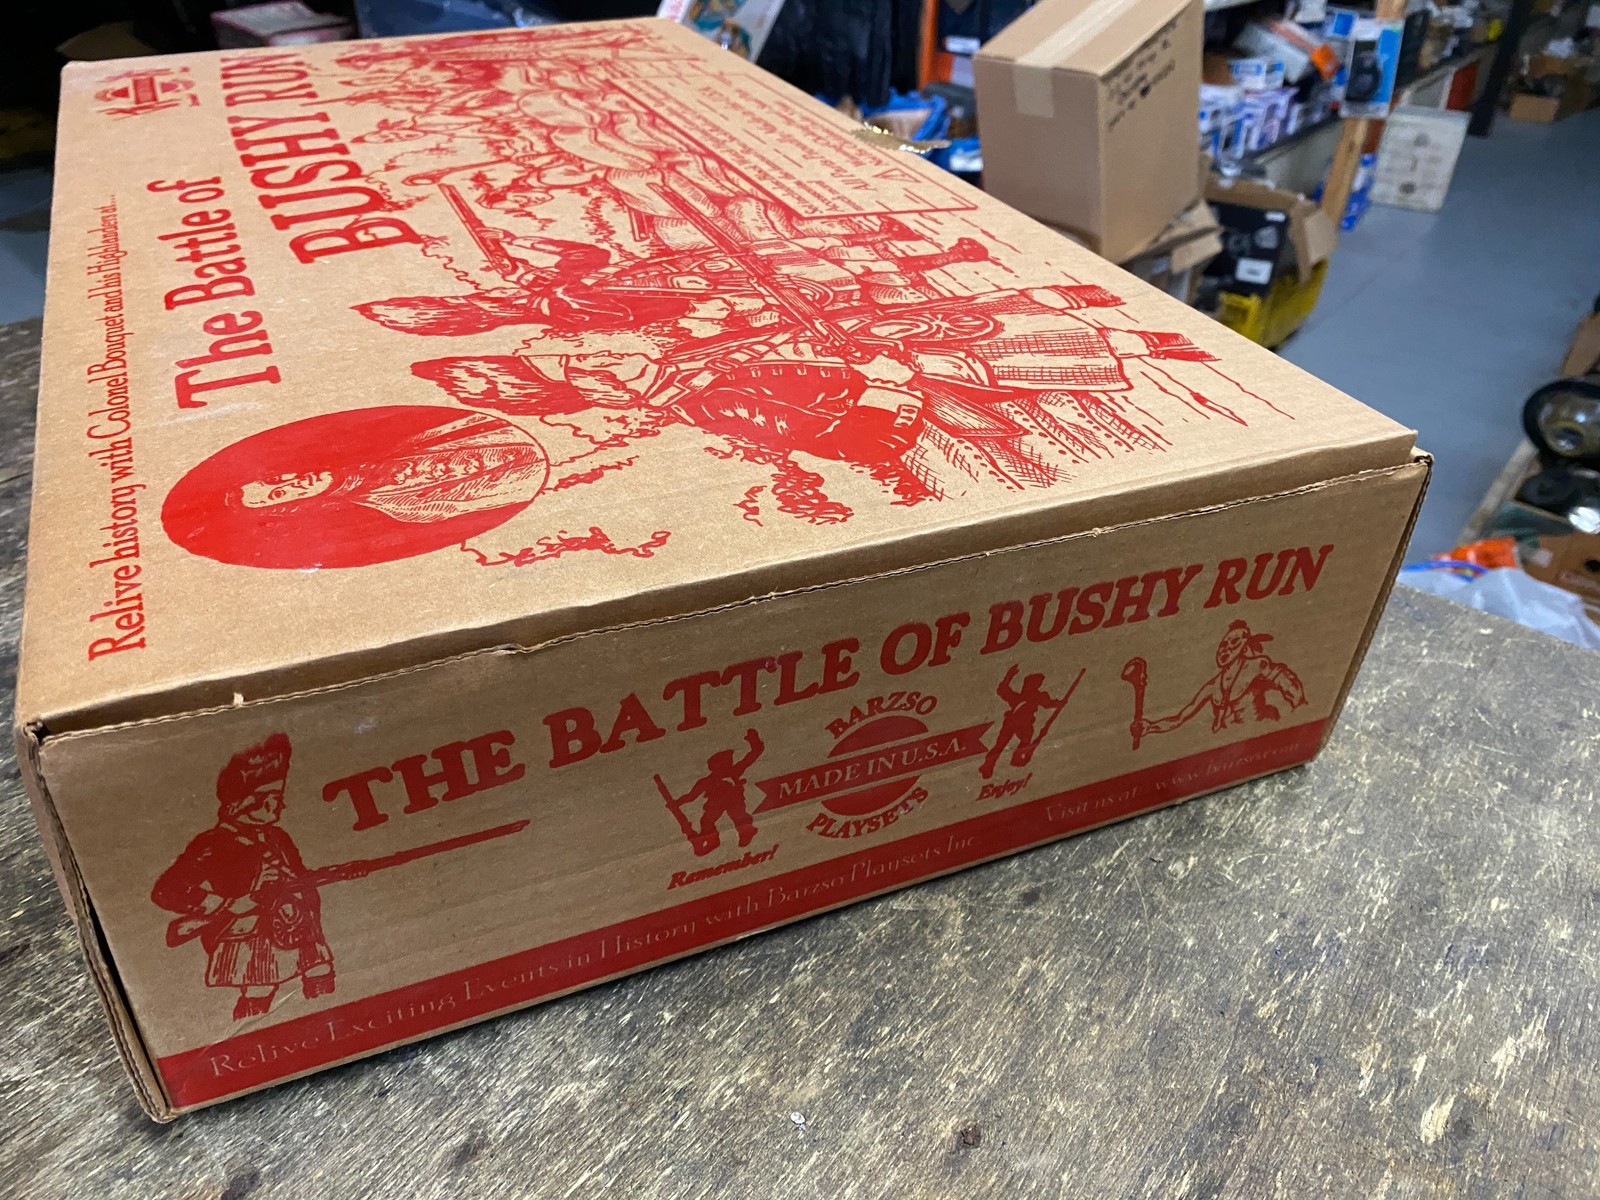 Relive history with Colonel Bouquet and his Highlanders at....
The Battle of
BUSHY RUN
THE BATTLE OF BUSHY RUN
BARZSO
MADE IN U.S.A.
PLAYSETS
Remember!
Enjoy!
Relive Exciting Events in History with Barzso Playsets Inc
Visit us at: www.barzso.com